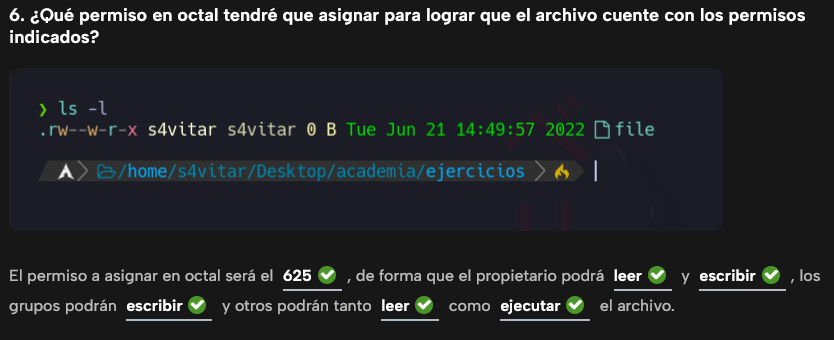 6. ¿Qué permiso en octal tendré que asignar para lograr que el archivo cuente con los permisos
indicados?
❯ ls -l
.rw--w-r-x s4vitar s4vitar 0 B Tue Jun 21 14:49:57 2022 file
/home/s4vitar/Desktop/academia/ejercicios
El permiso a asignar en octal será el 625 , de forma que el propietario podrá leer y escribir , los
grupos podrán escribir y otros podrán tanto leer como ejecutar el archivo.